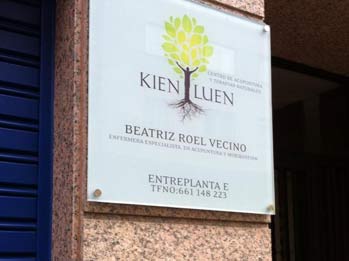 CENTRO DE ACUPUNTURA
Y TERAPIAS NATURALES
KIEN LUEN
BEATRIZ ROEL VECINO
ENFERMERA ESPECIALISTA, EN ACUPUNTURA Y MOXIBUSTIÓN
ENTREPLANTA E
TFNO:661 148 223